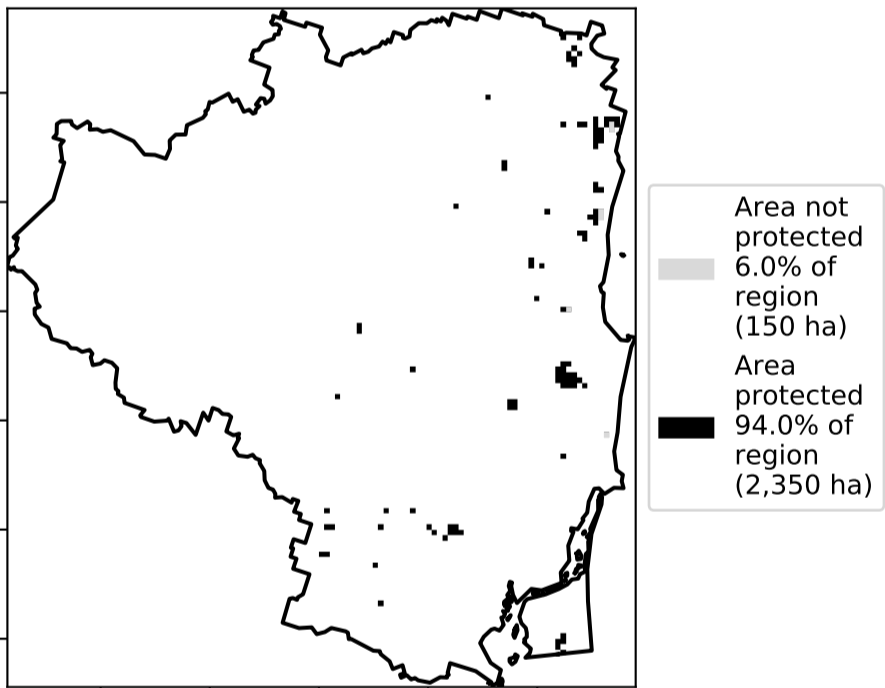 Area not
protected
6.0% of
region
(150 ha)
Area
protected
94.0% of
region
(2,350 ha)